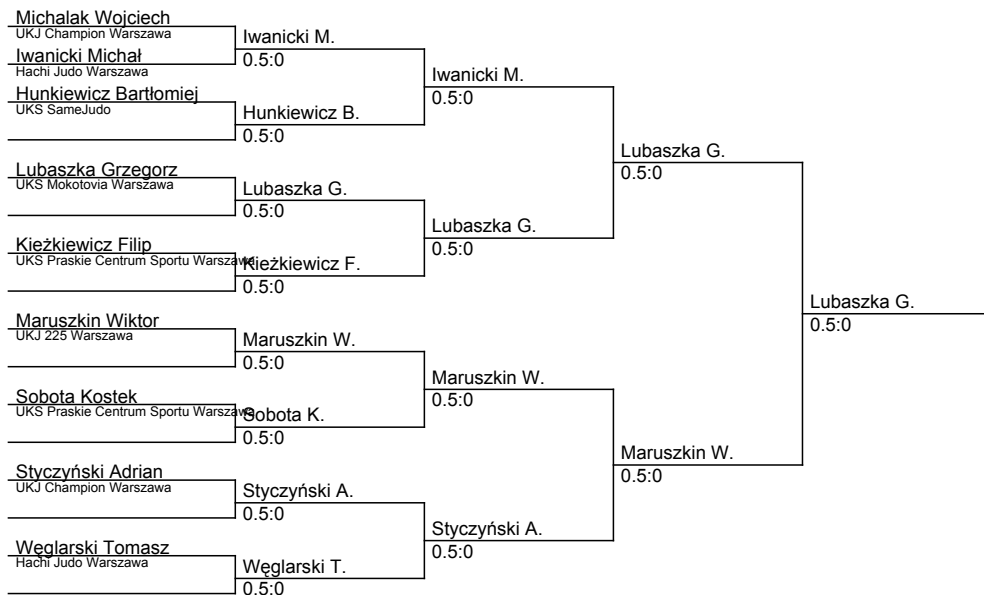 Michalak Wojciech
UKJ Champion Warszawa
Iwanicki Michał
Hachi Judo Warszawa
Hunkiewicz Bartłomiej
UKS SameJudo
Lubaszka Grzegorz
UKS Mokotovia Warszawa
Kieżkiewicz Filip
UKS Praskie Centrum Sportu Warszawa
Maruszkin Wiktor
UKJ 225 Warszawa
Sobota Kostek
UKS Praskie Centrum Sportu Warszawa
Styczyński Adrian
UKJ Champion Warszawa
Węglarski Tomasz
Hachi Judo Warszawa
Iwanicki M.
0.5:0
Hunkiewicz B.
0.5:0
Lubaszka G.
0.5:0
Kieżkiewicz F.
0.5:0
Maruszkin W.
0.5:0
Sobota K.
0.5:0
Styczyński A.
0.5:0
Węglarski T.
0.5:0
Iwanicki M.
0.5:0
Lubaszka G.
0.5:0
Maruszkin W.
0.5:0
Styczyński A.
0.5:0
Lubaszka G.
0.5:0
Maruszkin W.
0.5:0
Lubaszka G.
0.5:0